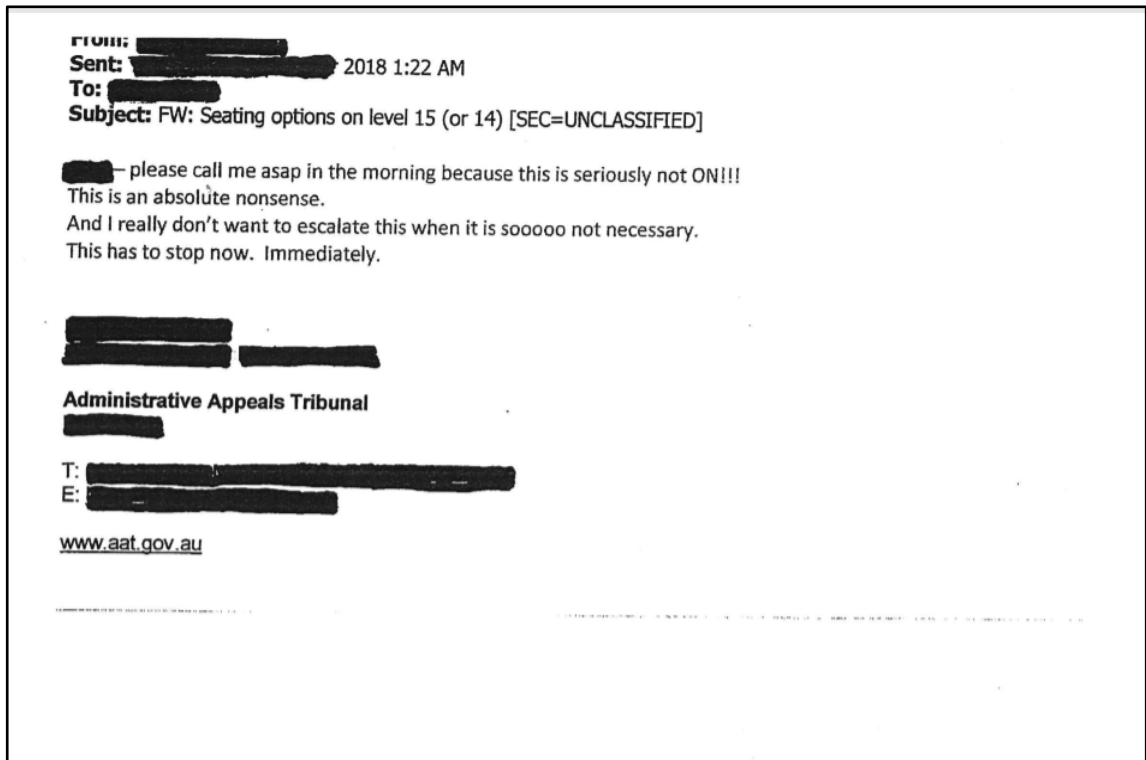 From:
Sent: 2018 1:22 AM
To:
Subject: FW: Seating options on level 15 (or 14) [SEC=UNCLASSIFIED]
– please call me asap in the morning because this is seriously not ON!!!
This is an absolute nonsense.
And I really don’t want to escalate this when it is sooooo not necessary.
This has to stop now. Immediately.
Administrative Appeals Tribunal
T:
E:
www.aat.gov.au